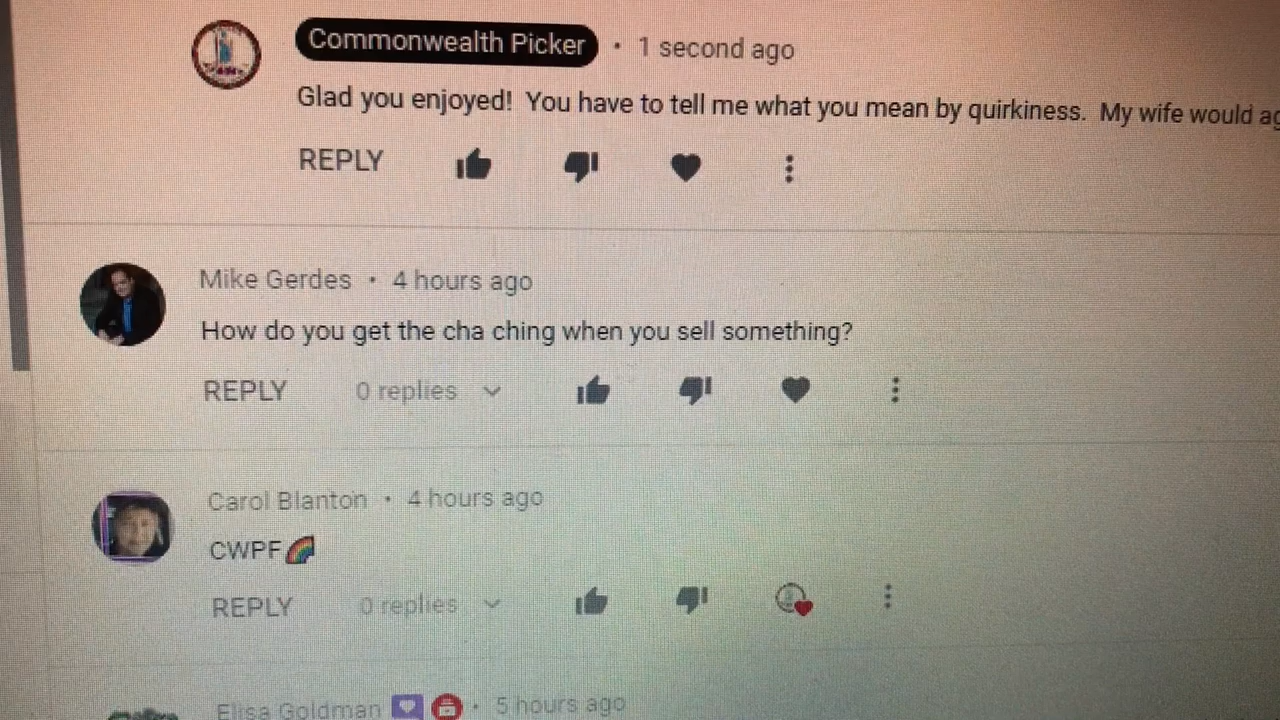 Commonwealth Picker · 1 second ago
Glad you enjoyed! You have to tell me what you mean by quirkiness. My wife would
REPLY
Mike Gerdes · 4 hours ago
How do you get the cha ching when you sell something?
REPLY 0 replies
Carol Blanton · 4 hours ago
CWPF🌈
REPLY 0 replies
Elisa Goldman · 5 hours ago